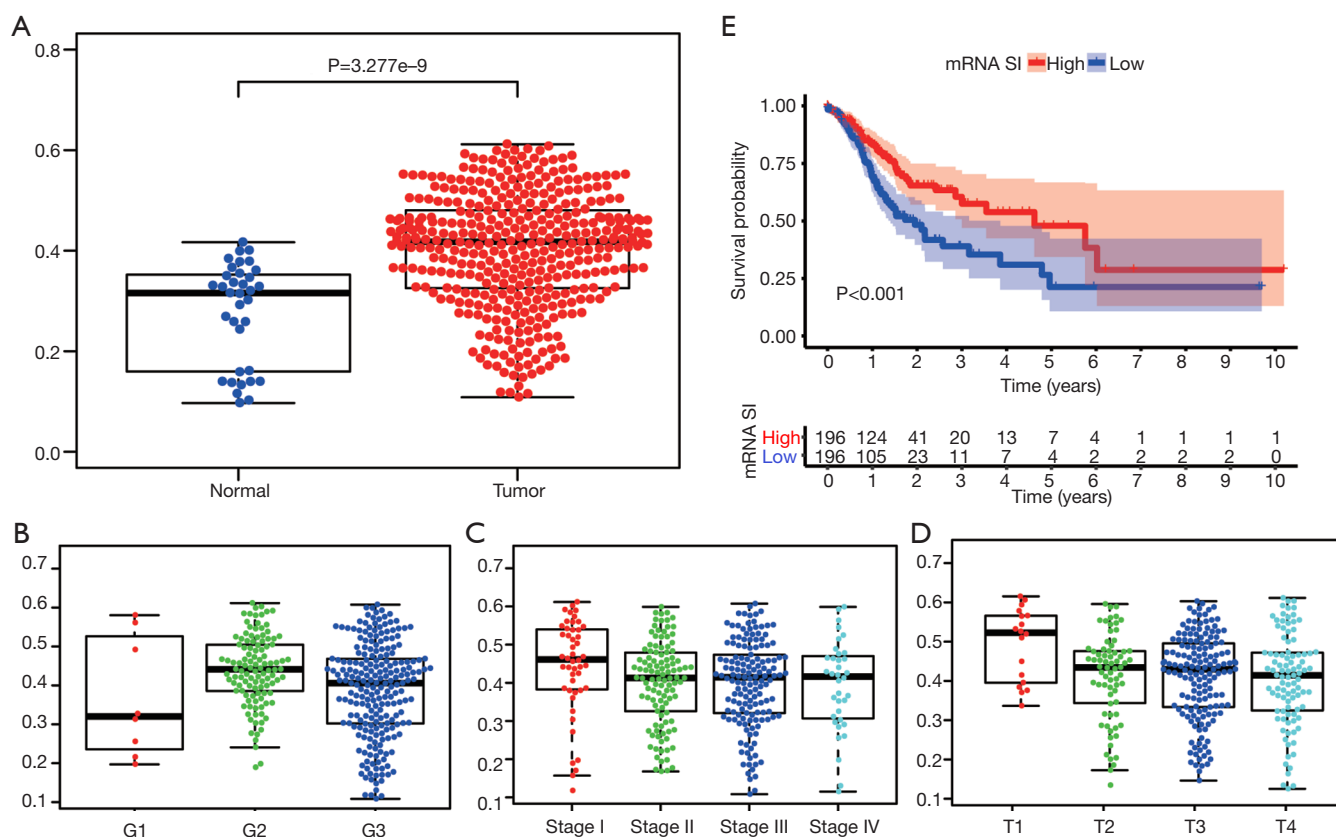 A
0.8
0.6
0.4
0.2
0.0
P=3.277e–9
Normal Tumor
E
mRNA SI High Low
Survival probability
1.00
0.75
0.50
0.25
0.00
P<0.001
0 1 2 3 4 5 6 7 8 9 10
Time (years)
mRNA SI
High 196 124 41 20 13 7 4 1 1 1 1
Low 196 105 23 11 7 4 2 2 2 2 0
0 1 2 3 4 5 6 7 8 9 10
Time (years)
B
0.7
0.6
0.5
0.4
0.3
0.2
0.1
G1 G2 G3
C
0.7
0.6
0.5
0.4
0.3
0.2
0.1
Stage I Stage II Stage III Stage IV
D
0.7
0.6
0.5
0.4
0.3
0.2
0.1
T1 T2 T3 T4